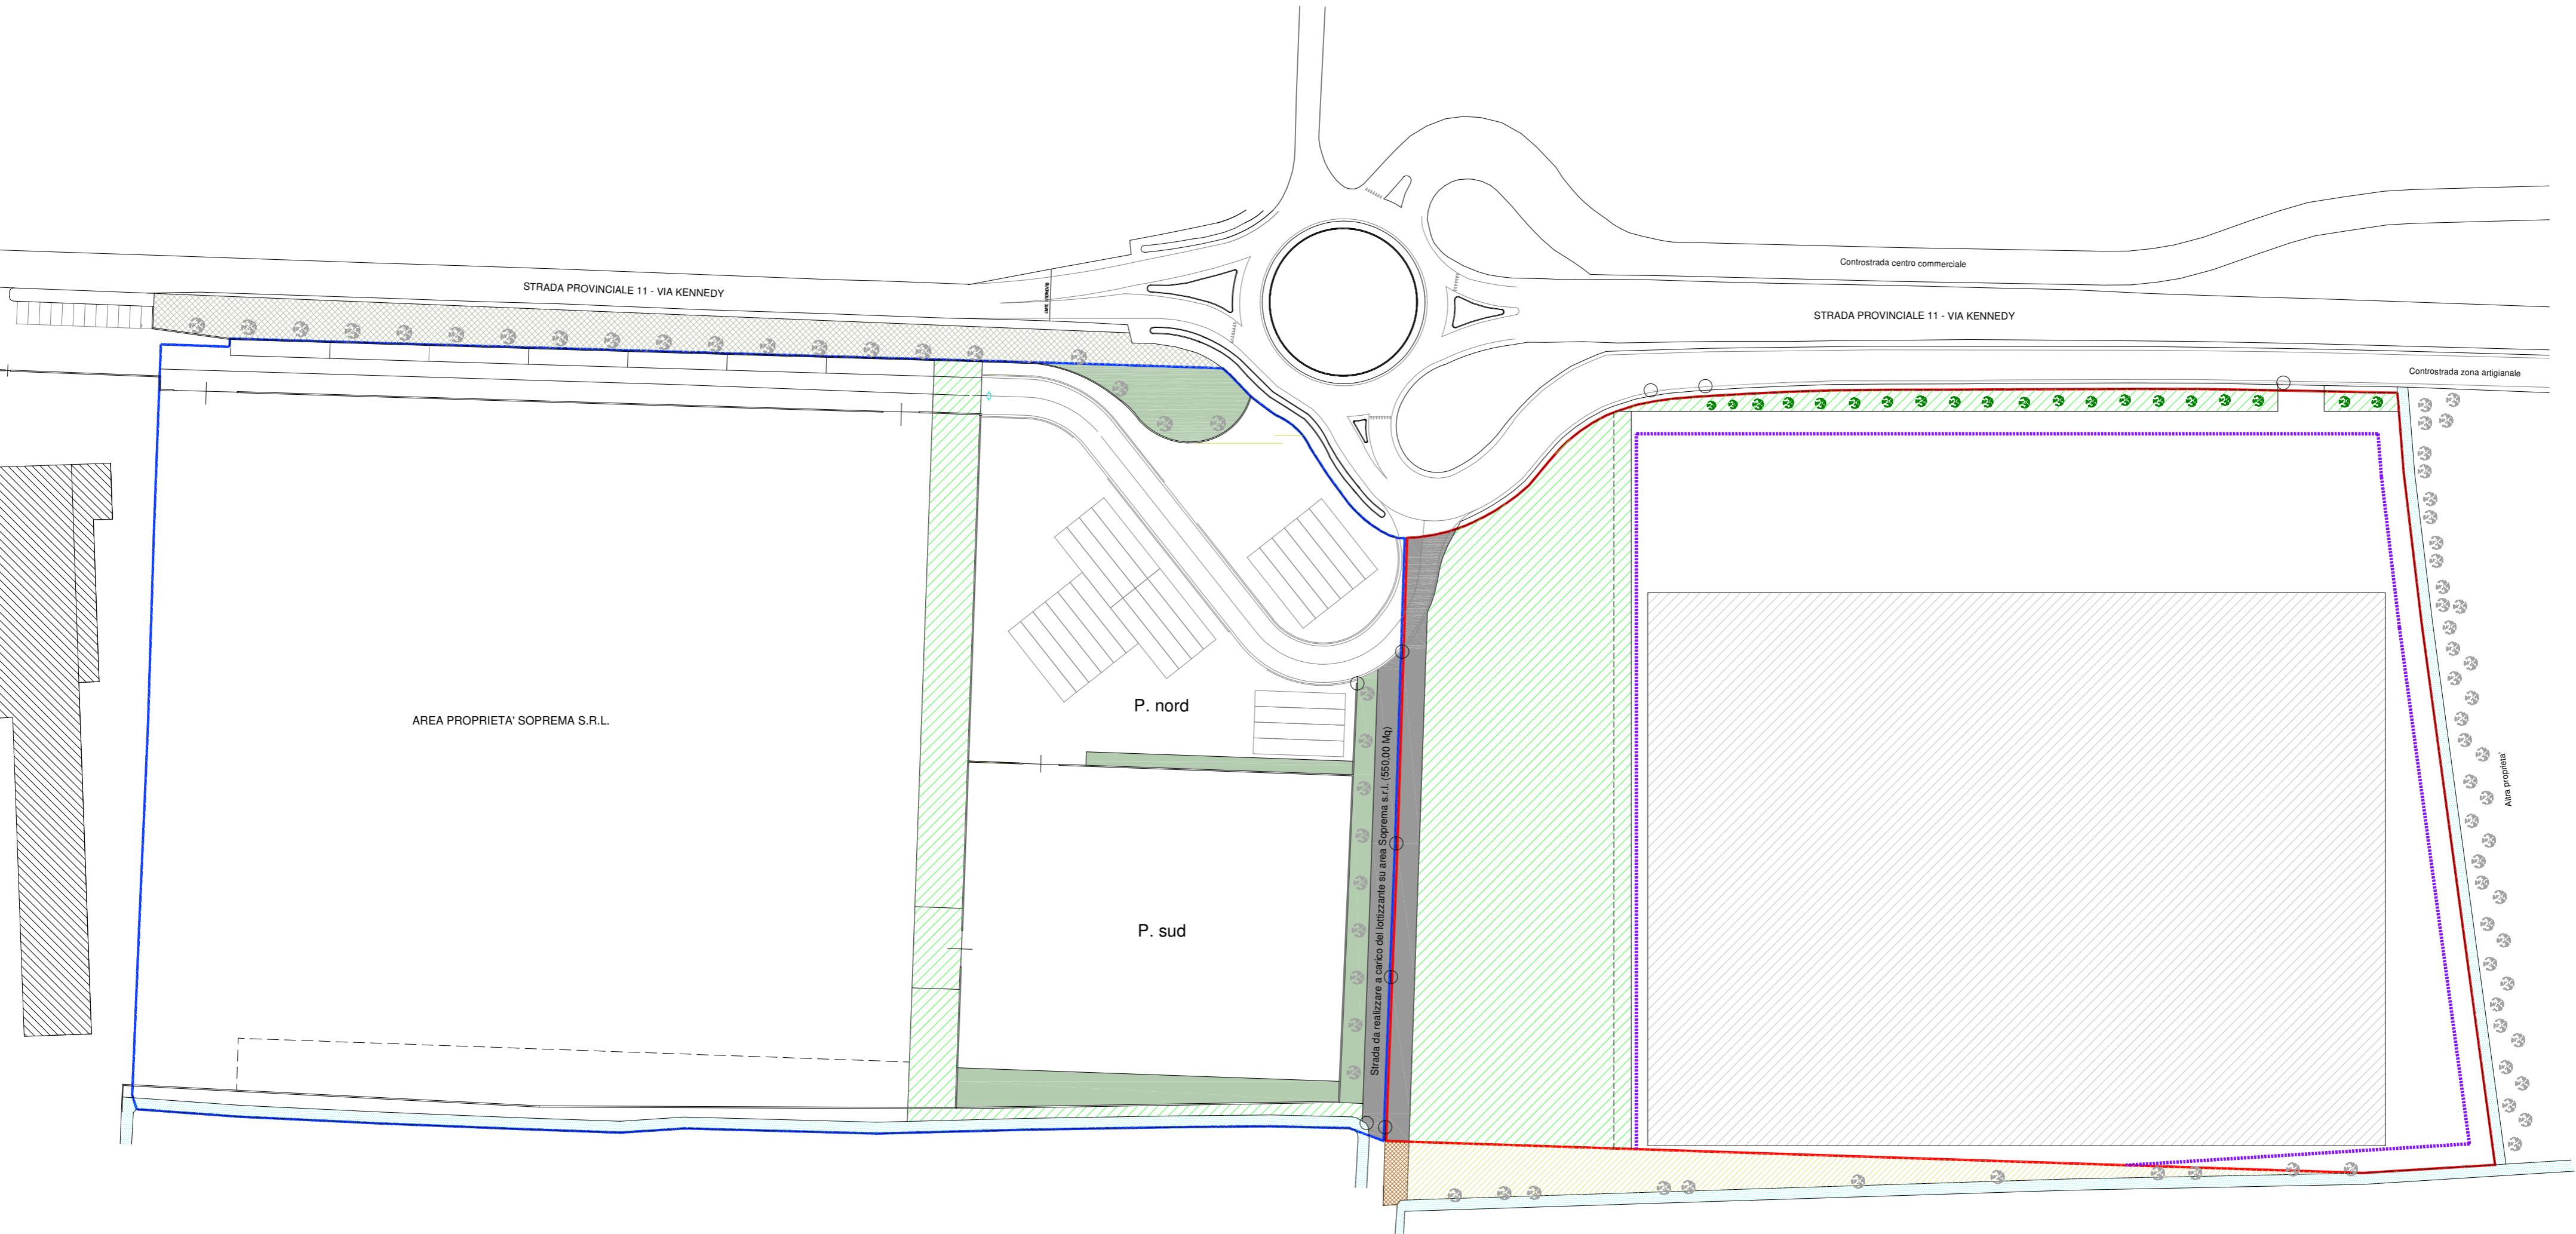 Controstrada centro commerciale
STRADA PROVINCIALE 11 - VIA KENNEDY
STRADA PROVINCIALE 11 - VIA KENNEDY
Controstrada zona artigianale
AREA PROPRIETA' SOPREMA S.R.L.
P. nord
Strada da realizzare a carico del lottizzante su area Soprema s.r.l. (550,00 Mq)
Altra proprieta'
P. sud